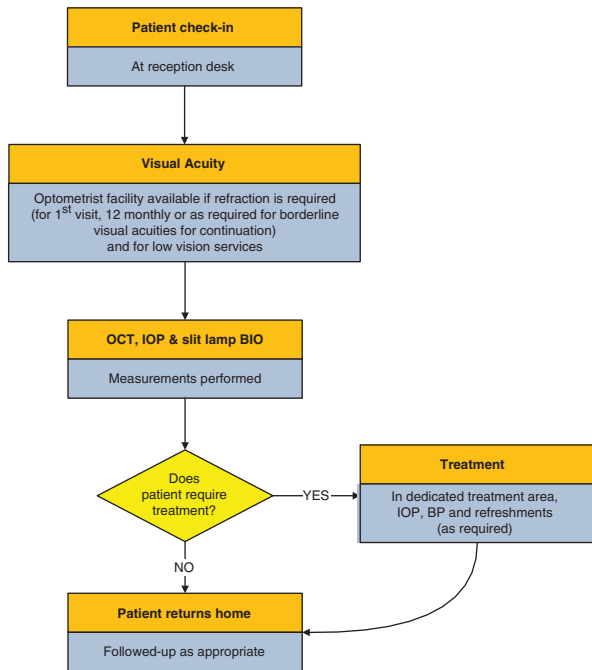 Patient check-in
At reception desk
Visual Acuity
Optometrist facility available if refraction is required
(for 1st visit, 12 monthly or as required for borderline
visual acuities for continuation)
and for low vision services
OCT, IOP & slit lamp BIO
Measurements performed
Does
patient require
treatment?
YES
Treatment
In dedicated treatment area,
IOP, BP and refreshments
(as required)
NO
Patient returns home
Followed-up as appropriate